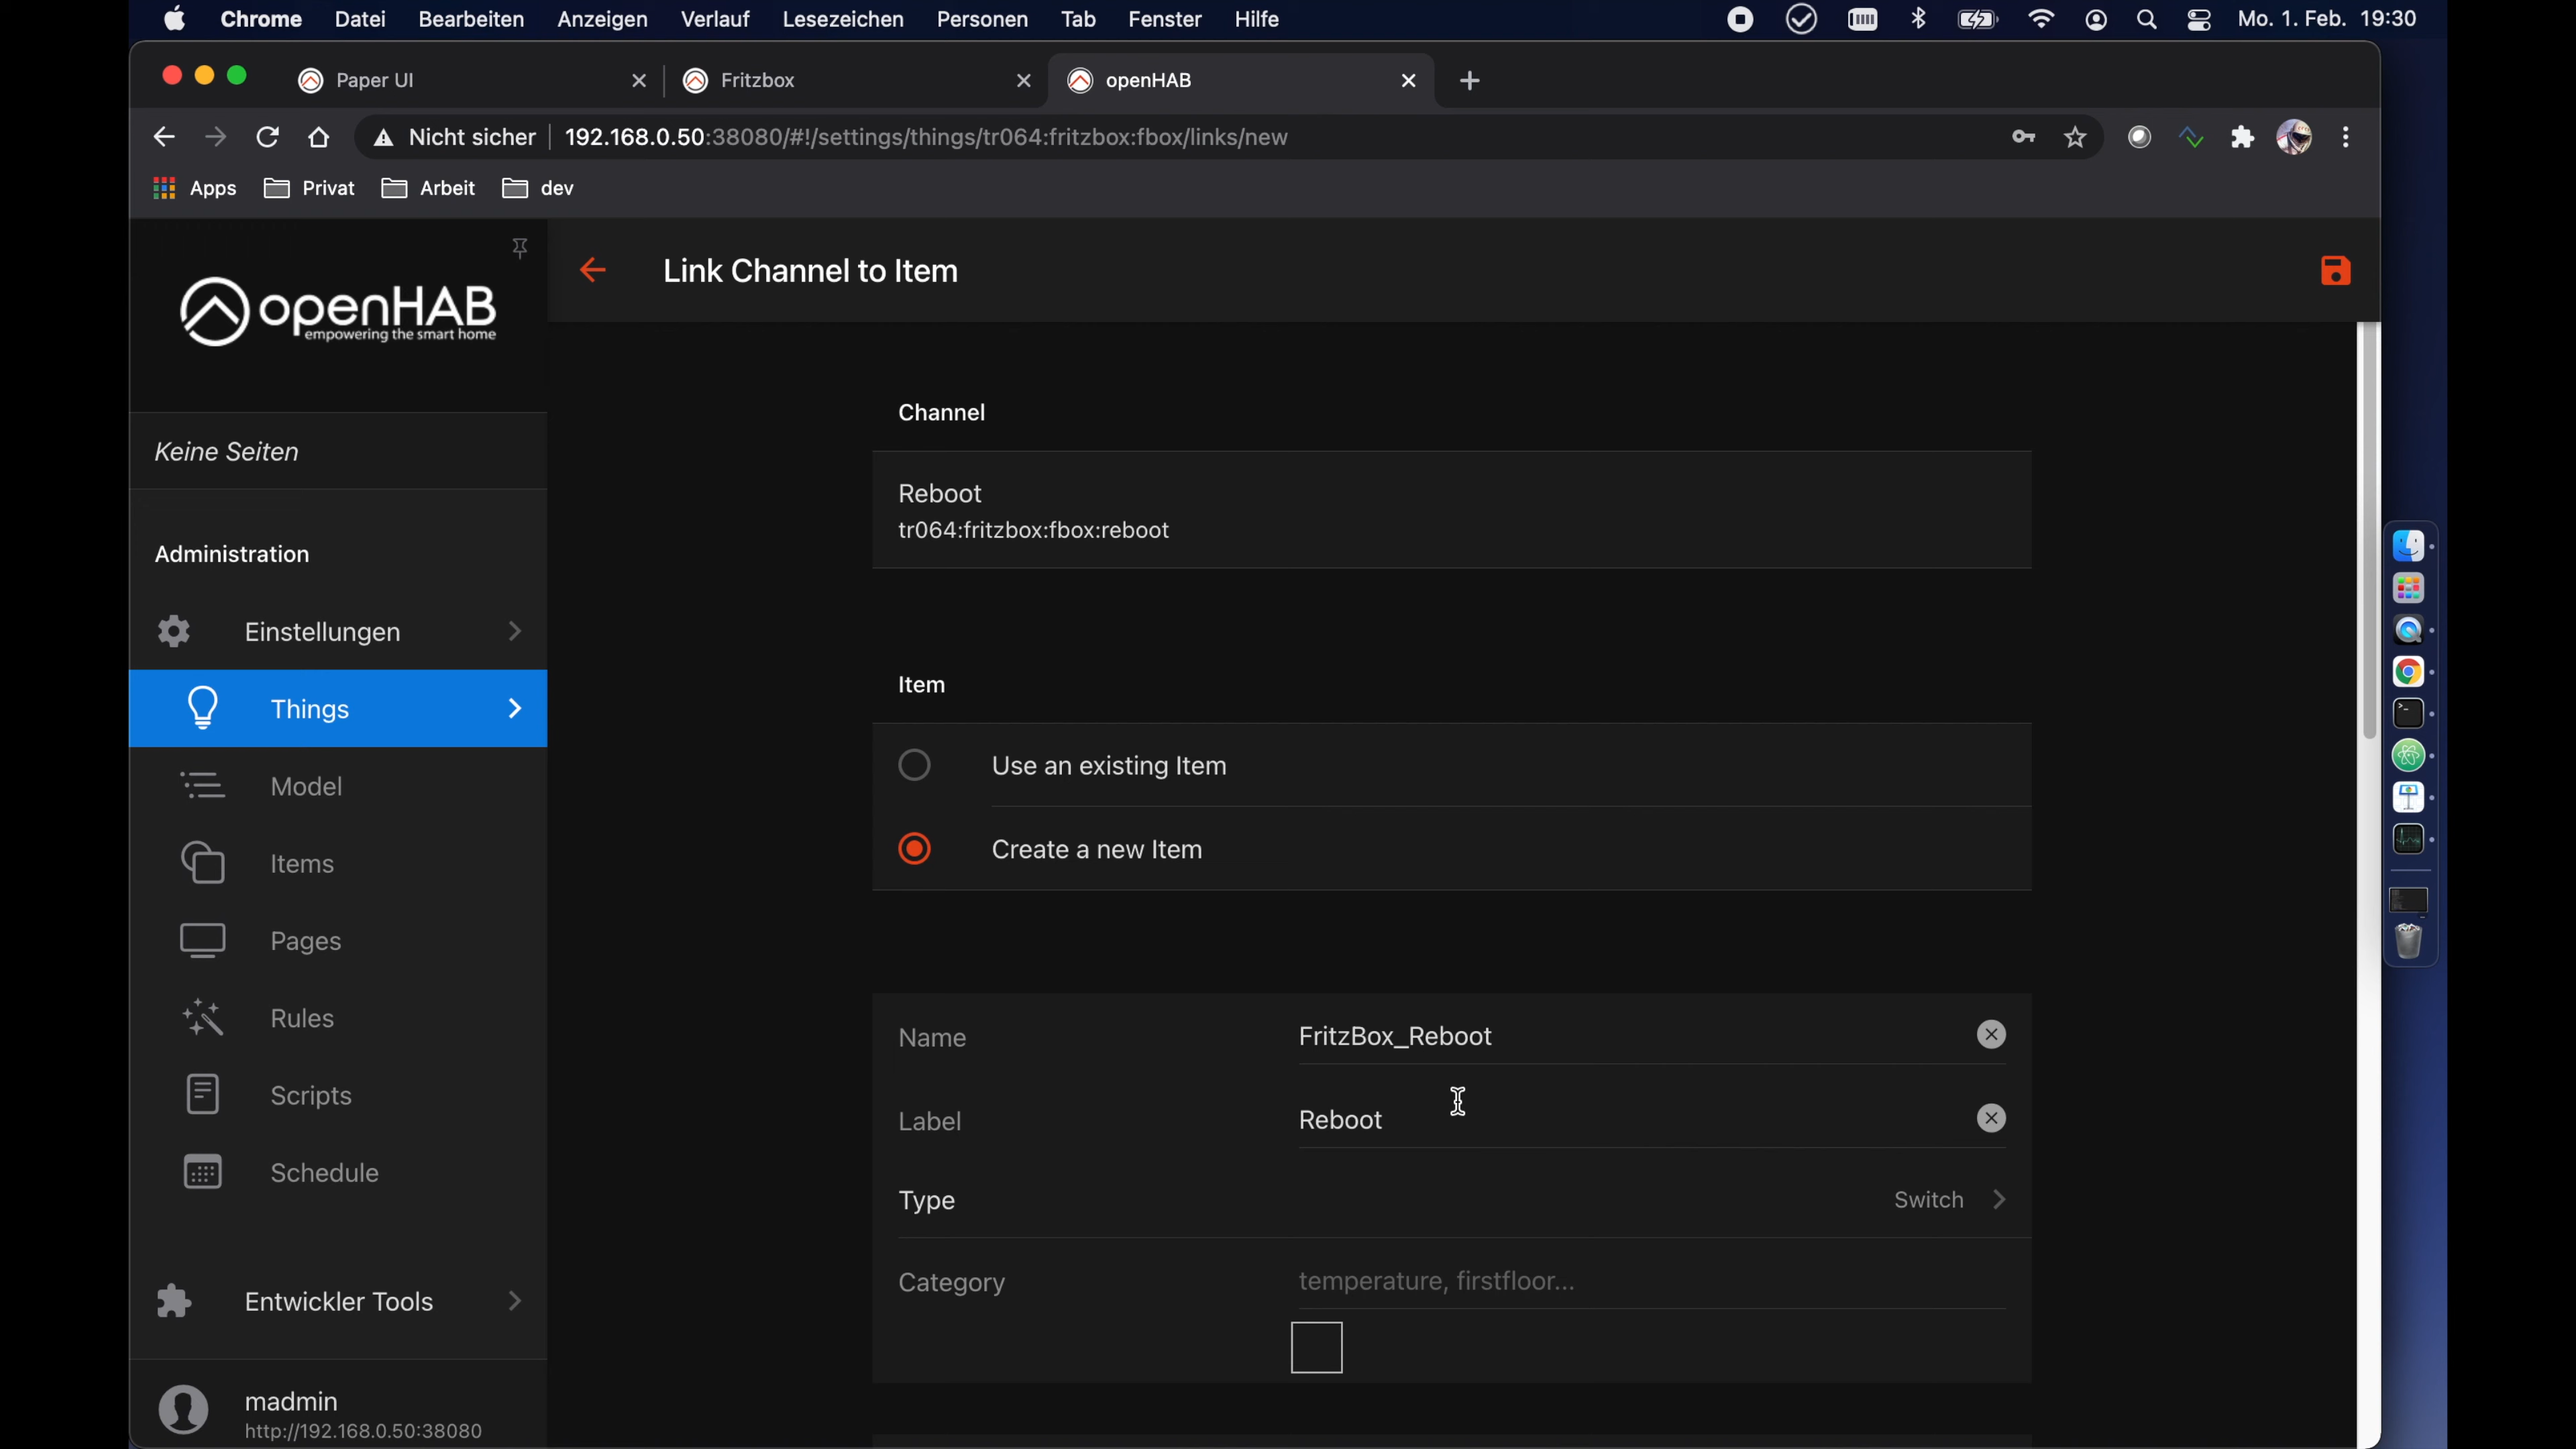 Chrome Datei Bearbeiten Anzeigen Verlauf Lesezeichen Personen Tab Fenster Hilfe Mo. 1. Feb. 19:30
Paper UI Fritzbox openHAB
Nicht sicher 192.168.0.50:38080/#!/settings/things/tr064:fritzbox:fbox/links/new
Apps Privat Arbeit dev
openHAB
empowering the smart home
Keine Seiten
Administration
Einstellungen
Things
Model
Items
Pages
Rules
Scripts
Schedule
Entwickler Tools
madmin
http://192.168.0.50:38080
Link Channel to Item
Channel
Reboot
tr064:fritzbox:fbox:reboot
Item
Use an existing Item
Create a new Item
Name FritzBox_Reboot
Label Reboot
Type Switch
Category temperature, firstfloor...